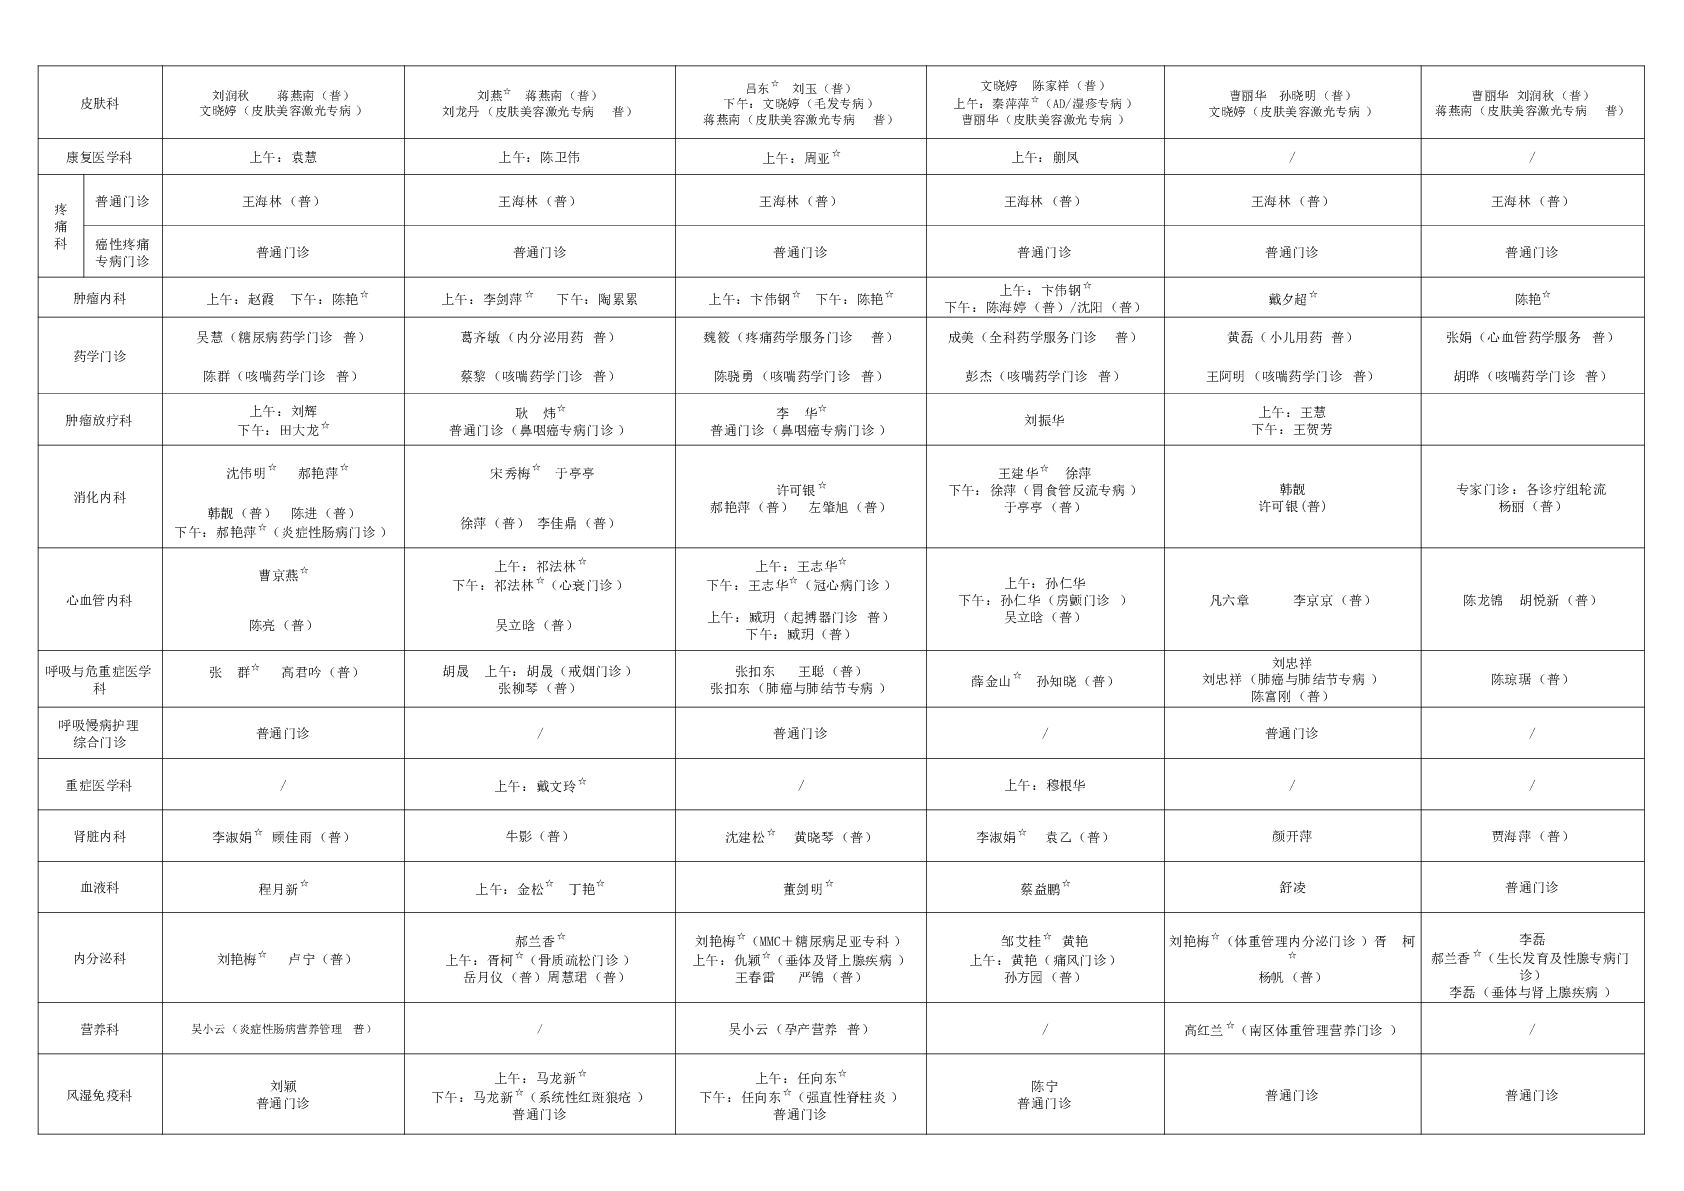 皮肤科
刘润秋 蒋燕南（普）
文晓婷（皮肤美容激光专病）
刘燕☆ 蒋燕南（普）
刘龙丹（皮肤美容激光专病 普）
吕东☆ 刘玉（普）
下午：文晓婷（毛发专病）
蒋燕南（皮肤美容激光专病 普）
文晓婷 陈家祥（普）
上午：秦萍萍☆（AD/湿疹专病）
曹丽华（皮肤美容激光专病）
曹丽华 孙晓明（普）
文晓婷（皮肤美容激光专病）
曹丽华 刘润秋（普）
蒋燕南（皮肤美容激光专病 普）
康复医学科
上午：袁慧
上午：陈卫伟
上午：周亚☆
上午：蒯凤
/
/
疼
痛
科
普通门诊
王海林（普）
王海林（普）
王海林（普）
王海林（普）
王海林（普）
王海林（普）
癌性疼痛
专病门诊
普通门诊
普通门诊
普通门诊
普通门诊
普通门诊
普通门诊
肿瘤内科
上午：赵霞 下午：陈艳☆
上午：李剑萍☆ 下午：陶累累
上午：卞伟钢☆ 下午：陈艳☆
上午：卞伟钢☆
下午：陈海婷（普）/沈阳（普）
戴夕超☆
陈艳☆
药学门诊
吴慧（糖尿病药学门诊 普）
陈群（咳喘药学门诊 普）
葛齐敏（内分泌用药 普）
蔡黎（咳喘药学门诊 普）
魏筱（疼痛药学服务门诊 普）
陈骁勇（咳喘药学门诊 普）
成美（全科药学服务门诊 普）
彭杰（咳喘药学门诊 普）
黄磊（小儿用药 普）
王阿明（咳喘药学门诊 普）
张娟（心血管药学服务 普）
胡晔（咳喘药学门诊 普）
肿瘤放疗科
上午：刘辉
下午：田大龙☆
耿 炜☆
普通门诊（鼻咽癌专病门诊）
李 华☆
普通门诊（鼻咽癌专病门诊）
刘振华
上午：王慧
下午：王贺芳
消化内科
沈伟明☆ 郝艳萍☆
韩靓（普） 陈进（普）
下午：郝艳萍☆（炎症性肠病门诊）
宋秀梅☆ 于亭亭
徐萍（普） 李佳鼎（普）
许可银☆
郝艳萍（普） 左肇旭（普）
王建华☆ 徐萍
下午：徐萍（胃食管反流专病）
于亭亭（普）
韩靓
许可银(普)
专家门诊：各诊疗组轮流
杨丽（普）
心血管内科
曹京燕☆
陈亮（普）
上午：祁法林☆
下午：祁法林☆（心衰门诊）
吴立晗（普）
上午：王志华☆
下午：王志华☆（冠心病门诊）
上午：臧玥（起搏器门诊 普）
下午：臧玥（普）
上午：孙仁华
下午：孙仁华（房颤门诊 ）
吴立晗（普）
凡六章 李京京（普）
陈龙锦 胡悦新（普）
呼吸与危重症医学
科
张 群☆ 高君吟（普）
胡晟 上午：胡晟（戒烟门诊）
张柳琴（普）
张扣东 王聪（普）
张扣东（肺癌与肺结节专病）
薛金山☆ 孙知晓（普）
刘忠祥
刘忠祥（肺癌与肺结节专病）
陈富刚（普）
陈琼琚（普）
呼吸慢病护理
综合门诊
普通门诊
/
普通门诊
/
普通门诊
/
重症医学科
/
上午：戴文玲☆
/
上午：穆根华
/
/
肾脏内科
李淑娟☆ 顾佳雨（普）
牛影（普）
沈建松☆ 黄晓琴（普）
李淑娟☆ 袁乙（普）
颜开萍
贾海萍（普）
血液科
程月新☆
上午：金松☆ 丁艳☆
董剑明☆
蔡益鹏☆
舒凌
普通门诊
内分泌科
刘艳梅☆ 卢宁（普）
郝兰香☆
上午：胥柯☆（骨质疏松门诊）
岳月仪（普）周慧珺（普）
刘艳梅☆（MMC＋糖尿病足亚专科）
上午：仇颖☆（垂体及肾上腺疾病）
王春雷 严锦（普）
邹艾桂☆ 黄艳
上午：黄艳（痛风门诊）
孙方园（普）
刘艳梅☆（体重管理内分泌门诊）胥 柯
☆
杨帆（普）
李磊
郝兰香☆（生长发育及性腺专病门
诊）
李磊（垂体与肾上腺疾病）
营养科
吴小云（炎症性肠病营养管理 普）
/
吴小云（孕产营养 普）
/
高红兰☆（南区体重管理营养门诊）
/
风湿免疫科
刘颖
普通门诊
上午：马龙新☆
下午：马龙新☆（系统性红斑狼疮）
普通门诊
上午：任向东☆
下午：任向东☆（强直性脊柱炎）
普通门诊
陈宁
普通门诊
普通门诊
普通门诊